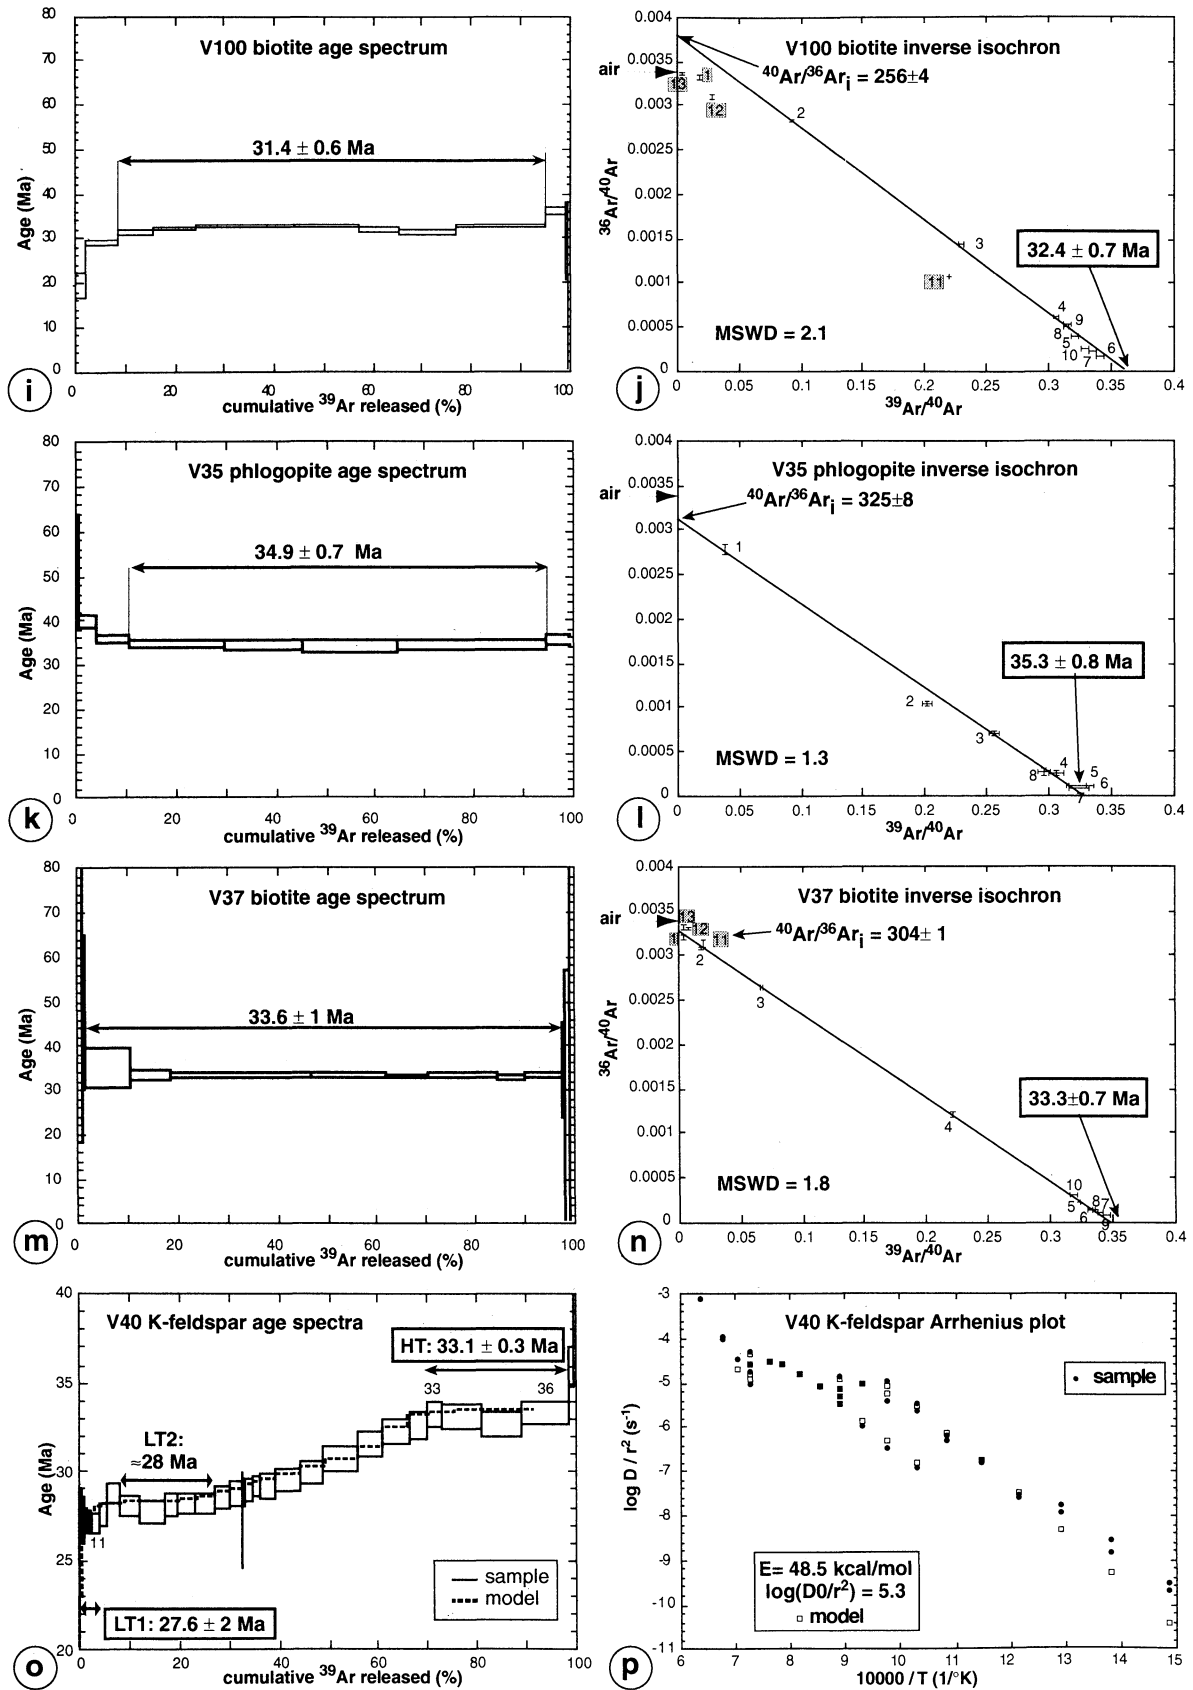 V100 biotite age spectrum
80
70
60
50
40
30
20
10
0
Age (Ma)
31.4 ± 0.6 Ma
0 20 40 60 80 100
cumulative 39Ar released (%)
i
V100 biotite inverse isochron
0.004
0.0035
0.003
0.0025
0.002
0.0015
0.001
0.0005
0
air
36Ar/40Ar
40Ar/36Ari = 256±4
13
1
12
2
3
11
4
9
8
5
10
7
6
32.4 ± 0.7 Ma
MSWD = 2.1
0 0.05 0.1 0.15 0.2 0.25 0.3 0.35 0.4
39Ar/40Ar
j
V35 phlogopite age spectrum
80
70
60
50
40
30
20
10
0
Age (Ma)
34.9 ± 0.7 Ma
0 20 40 60 80 100
cumulative 39Ar released (%)
k
V35 phlogopite inverse isochron
0.004
0.0035
0.003
0.0025
0.002
0.0015
0.001
0.0005
0
air
36Ar/40Ar
40Ar/36Ari = 325±8
1
2
3
8
4
5
6
7
35.3 ± 0.8 Ma
MSWD = 1.3
0 0.1 0.2 0.3 0.4
39Ar/40Ar
l
V37 biotite age spectrum
80
70
60
50
40
30
20
10
0
Age (Ma)
33.6 ± 1 Ma
0 20 40 60 80 100
cumulative 39Ar released (%)
m
V37 biotite inverse isochron
0.004
0.0035
0.003
0.0025
0.002
0.0015
0.001
0.0005
0
air
36Ar/40Ar
40Ar/36Ari = 304± 1
13
12
1
11
2
3
4
10
5
6
8
7
9
33.3±0.7 Ma
MSWD = 1.8
0 0.05 0.1 0.15 0.2 0.25 0.3 0.35 0.4
39Ar/40Ar
n
V40 K-feldspar age spectra
40
35
30
25
20
Age (Ma)
HT: 33.1 ± 0.3 Ma
33 36
LT2:
≈28 Ma
11
sample
model
LT1: 27.6 ± 2 Ma
0 20 40 60 80 100
cumulative 39Ar released (%)
o
V40 K-feldspar Arrhenius plot
-3
-4
-5
-6
-7
-8
-9
-10
-11
log D / r2 (s-1)
sample
E= 48.5 kcal/mol
log(D0/r2) = 5.3
model
6 7 8 9 10 11 12 13 14 15
10000 / T (1/°K)
p